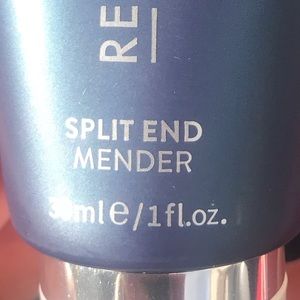 RE
SPLIT END
MENDER
30ml e/1fl.oz.